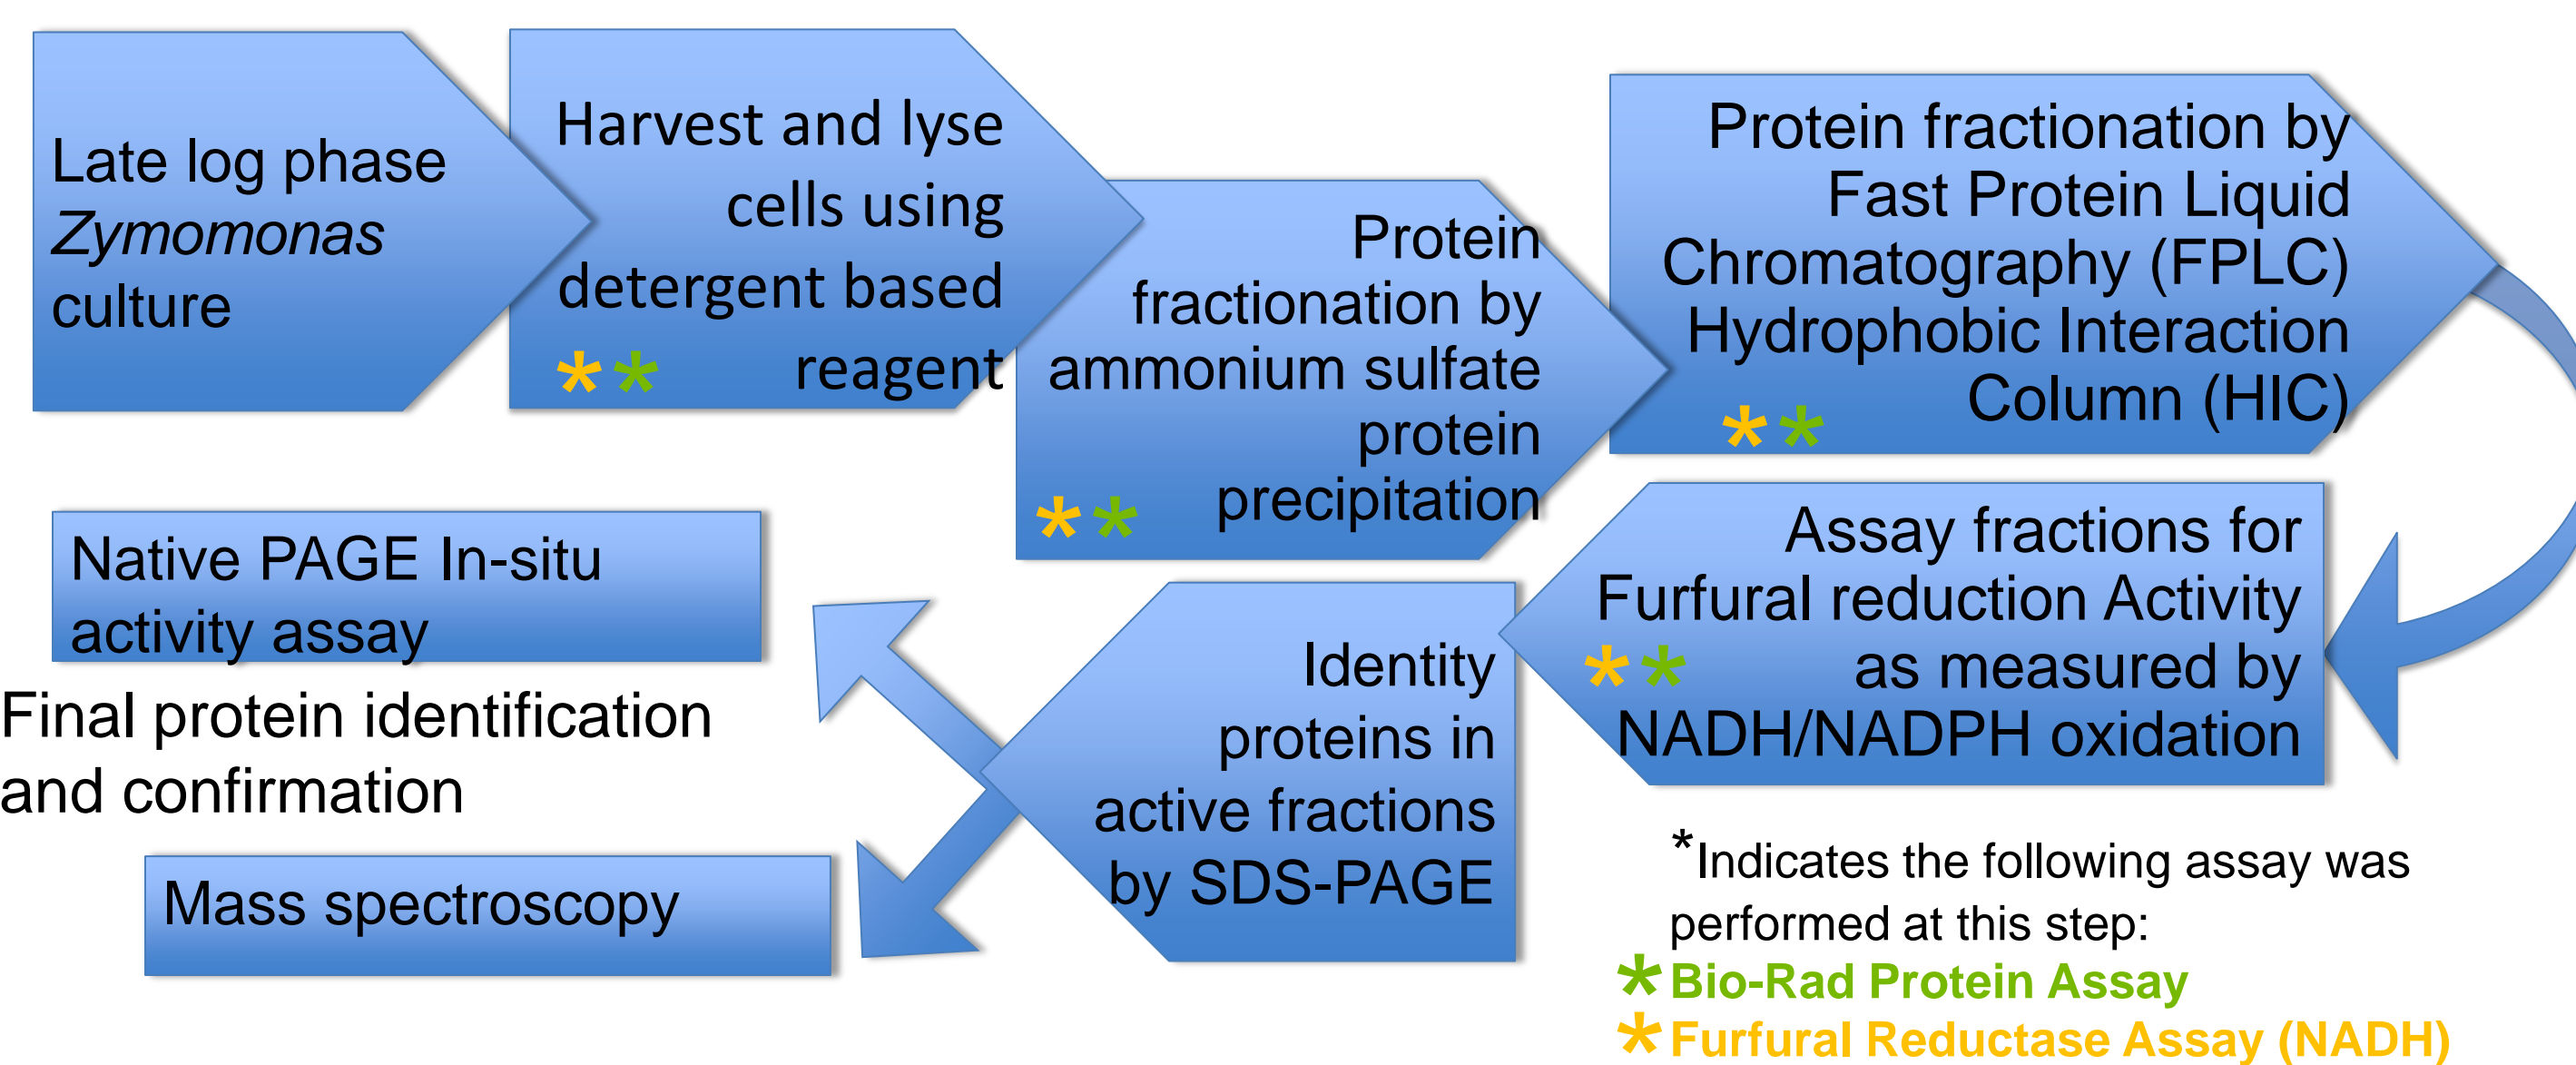 Late log phase
Zymomonas
culture
Harvest and lyse
cells using
detergent based
** reagent
Protein
fractionation by
ammonium sulfate
protein
** precipitation
Protein fractionation by
Fast Protein Liquid
Chromatography (FPLC)
Hydrophobic Interaction
** Column (HIC)
Assay fractions for
Furfural reduction Activity
** as measured by
NADH/NADPH oxidation
Identity
proteins in
active fractions
by SDS-PAGE
Native PAGE In-situ
activity assay
Final protein identification
and confirmation
Mass spectroscopy
*Indicates the following assay was
performed at this step:
*Bio-Rad Protein Assay
*Furfural Reductase Assay (NADH)